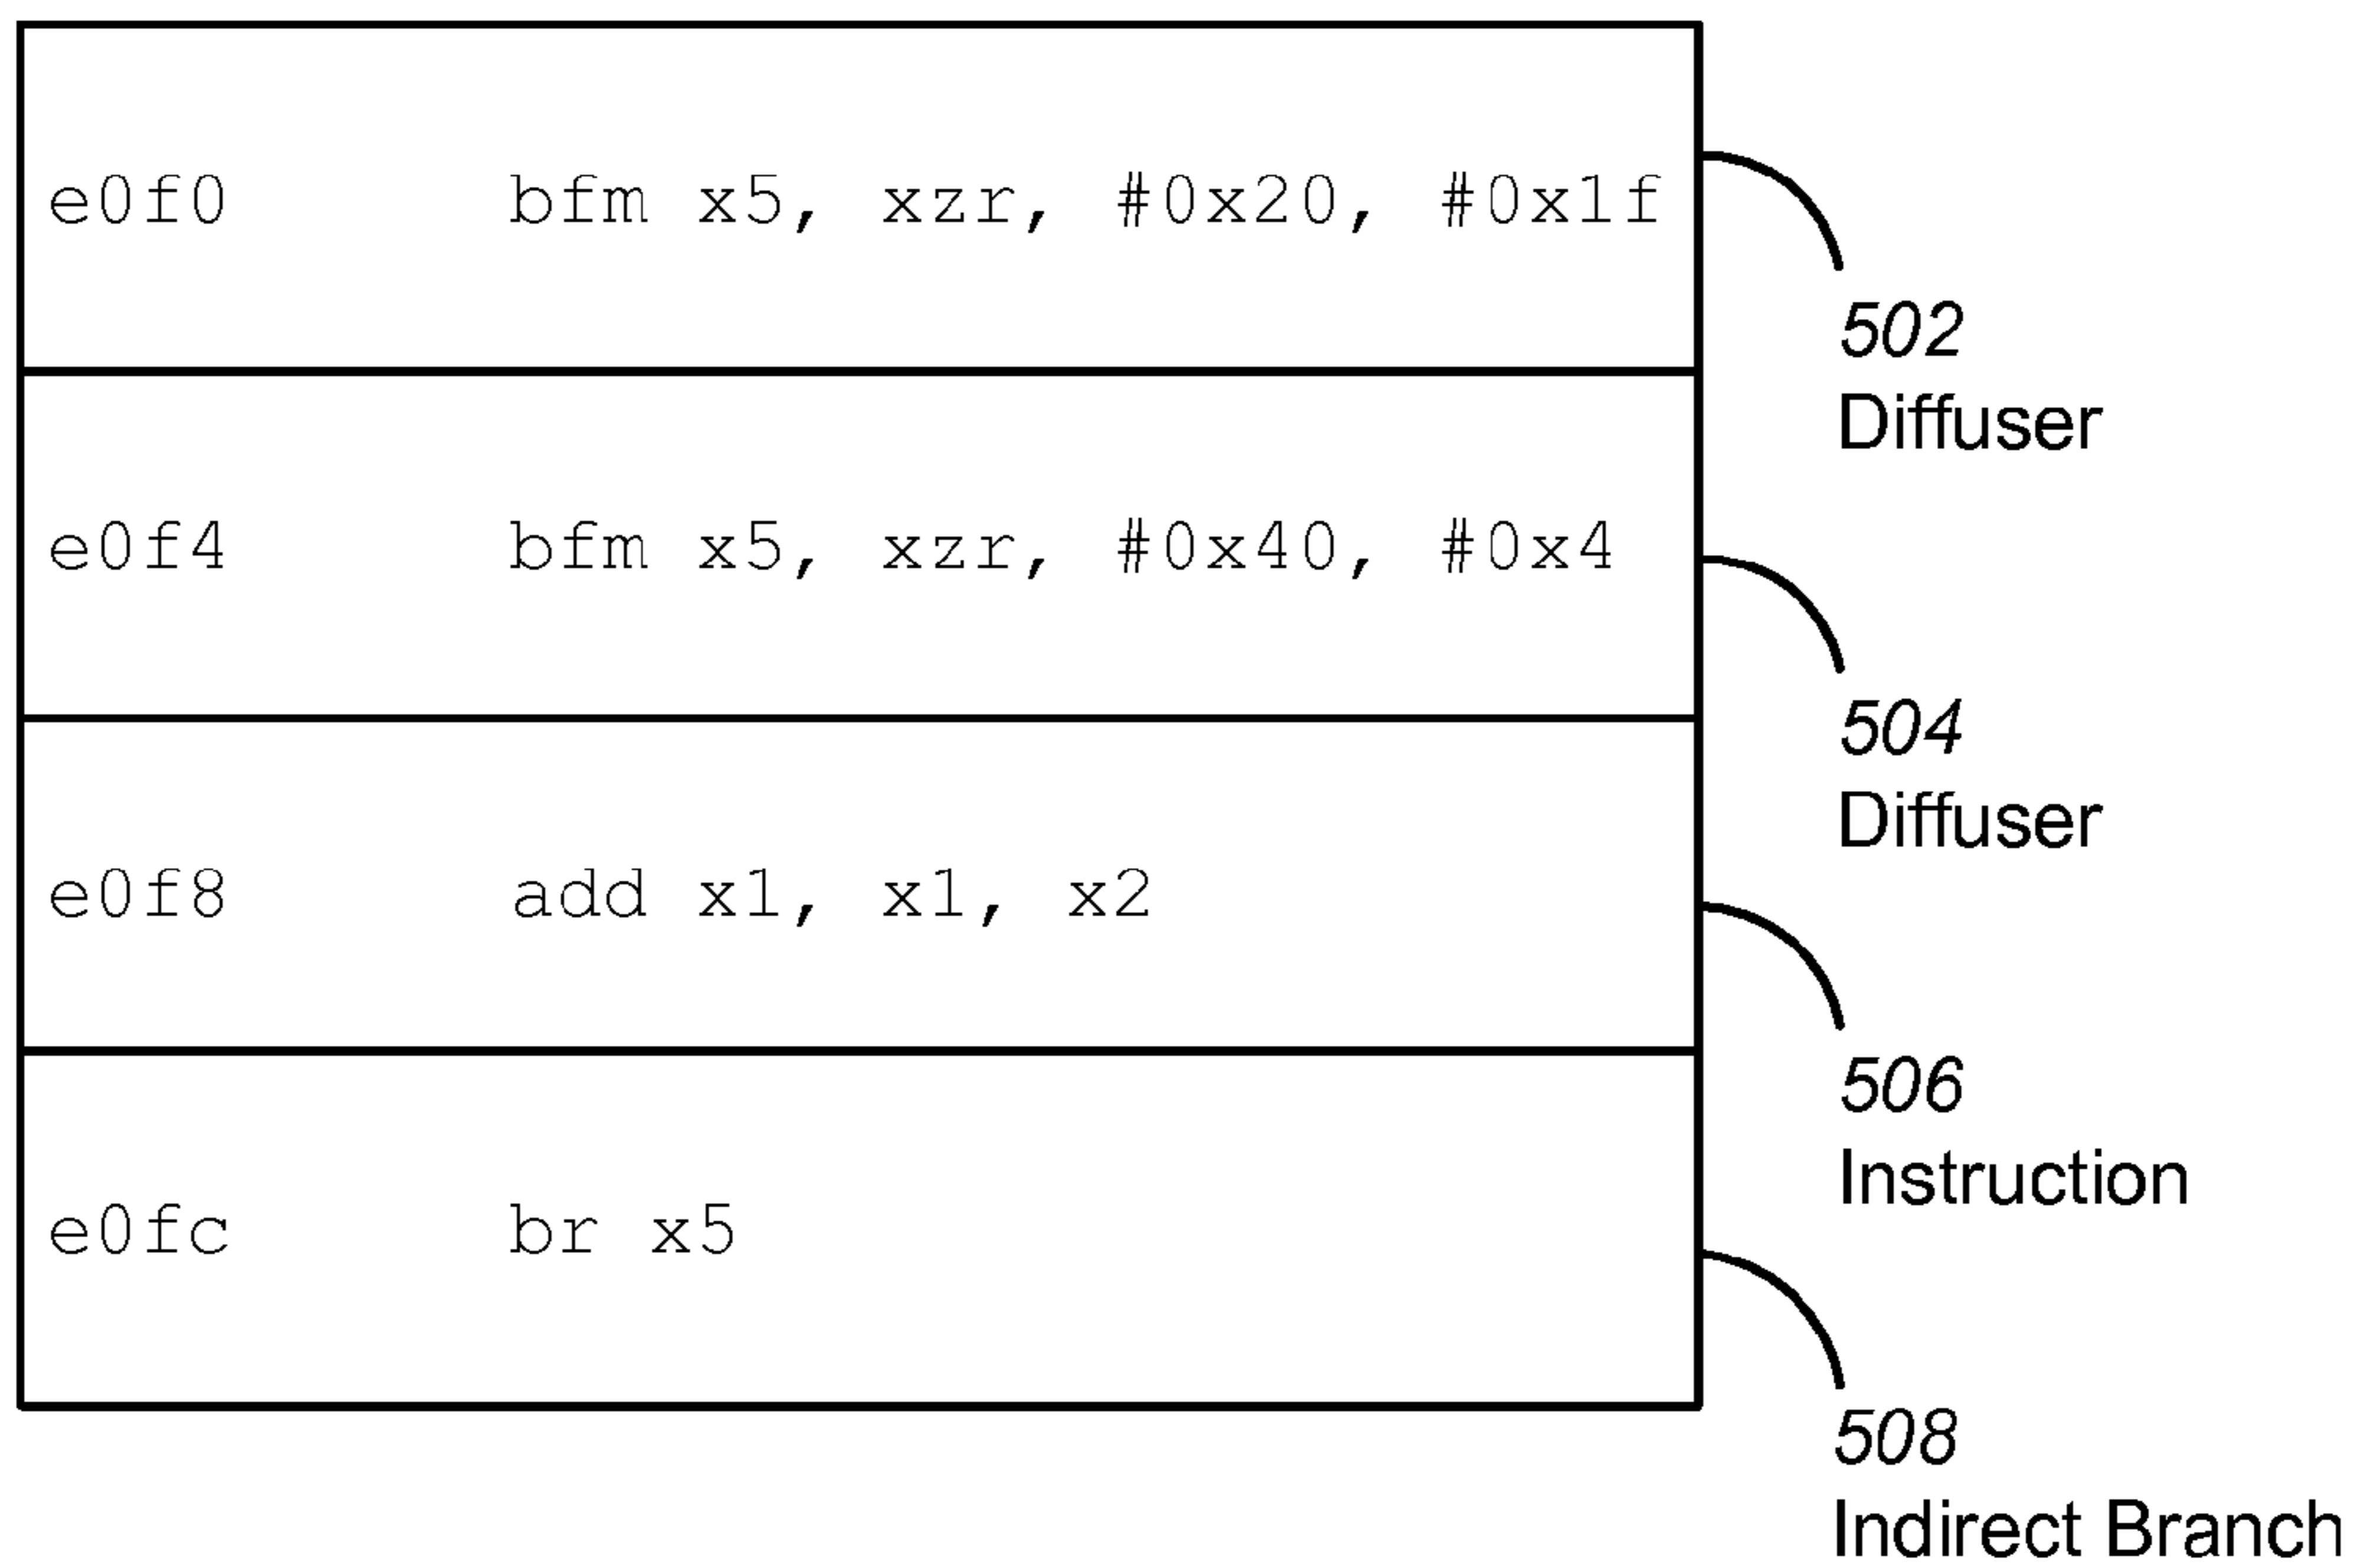 e0f0 bfm x5, xzr, #0x20, #0x1f
502
Diffuser
e0f4 bfm x5, xzr, #0x40, #0x4
504
Diffuser
e0f8 add x1, x1, x2
506
Instruction
e0fc br x5
508
Indirect Branch